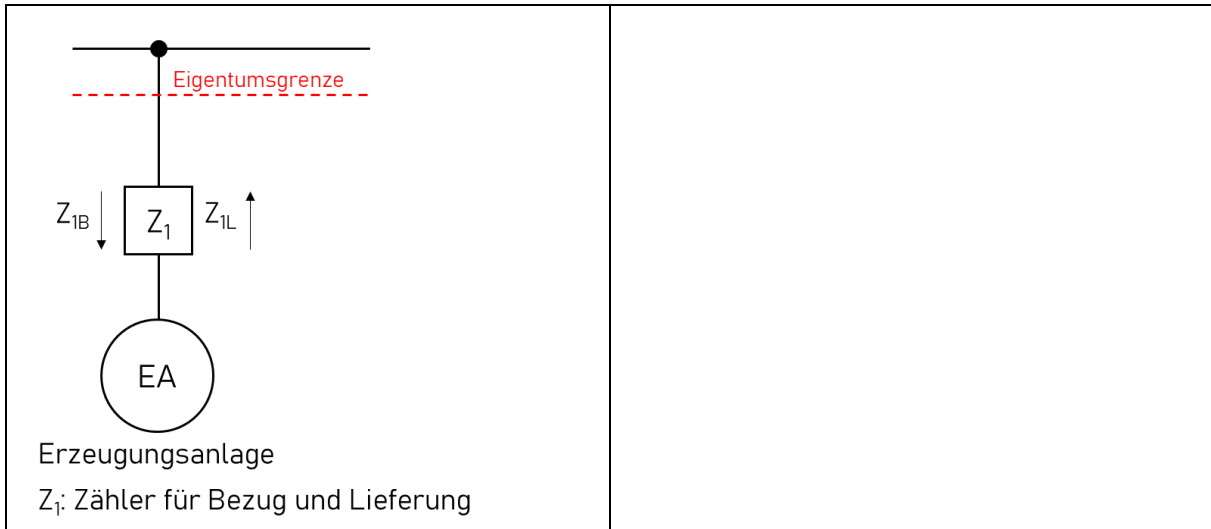 Eigentumsgrenze
Z1B
Z1
Z1L
EA
Erzeugungsanlage
Z1: Zähler für Bezug und Lieferung